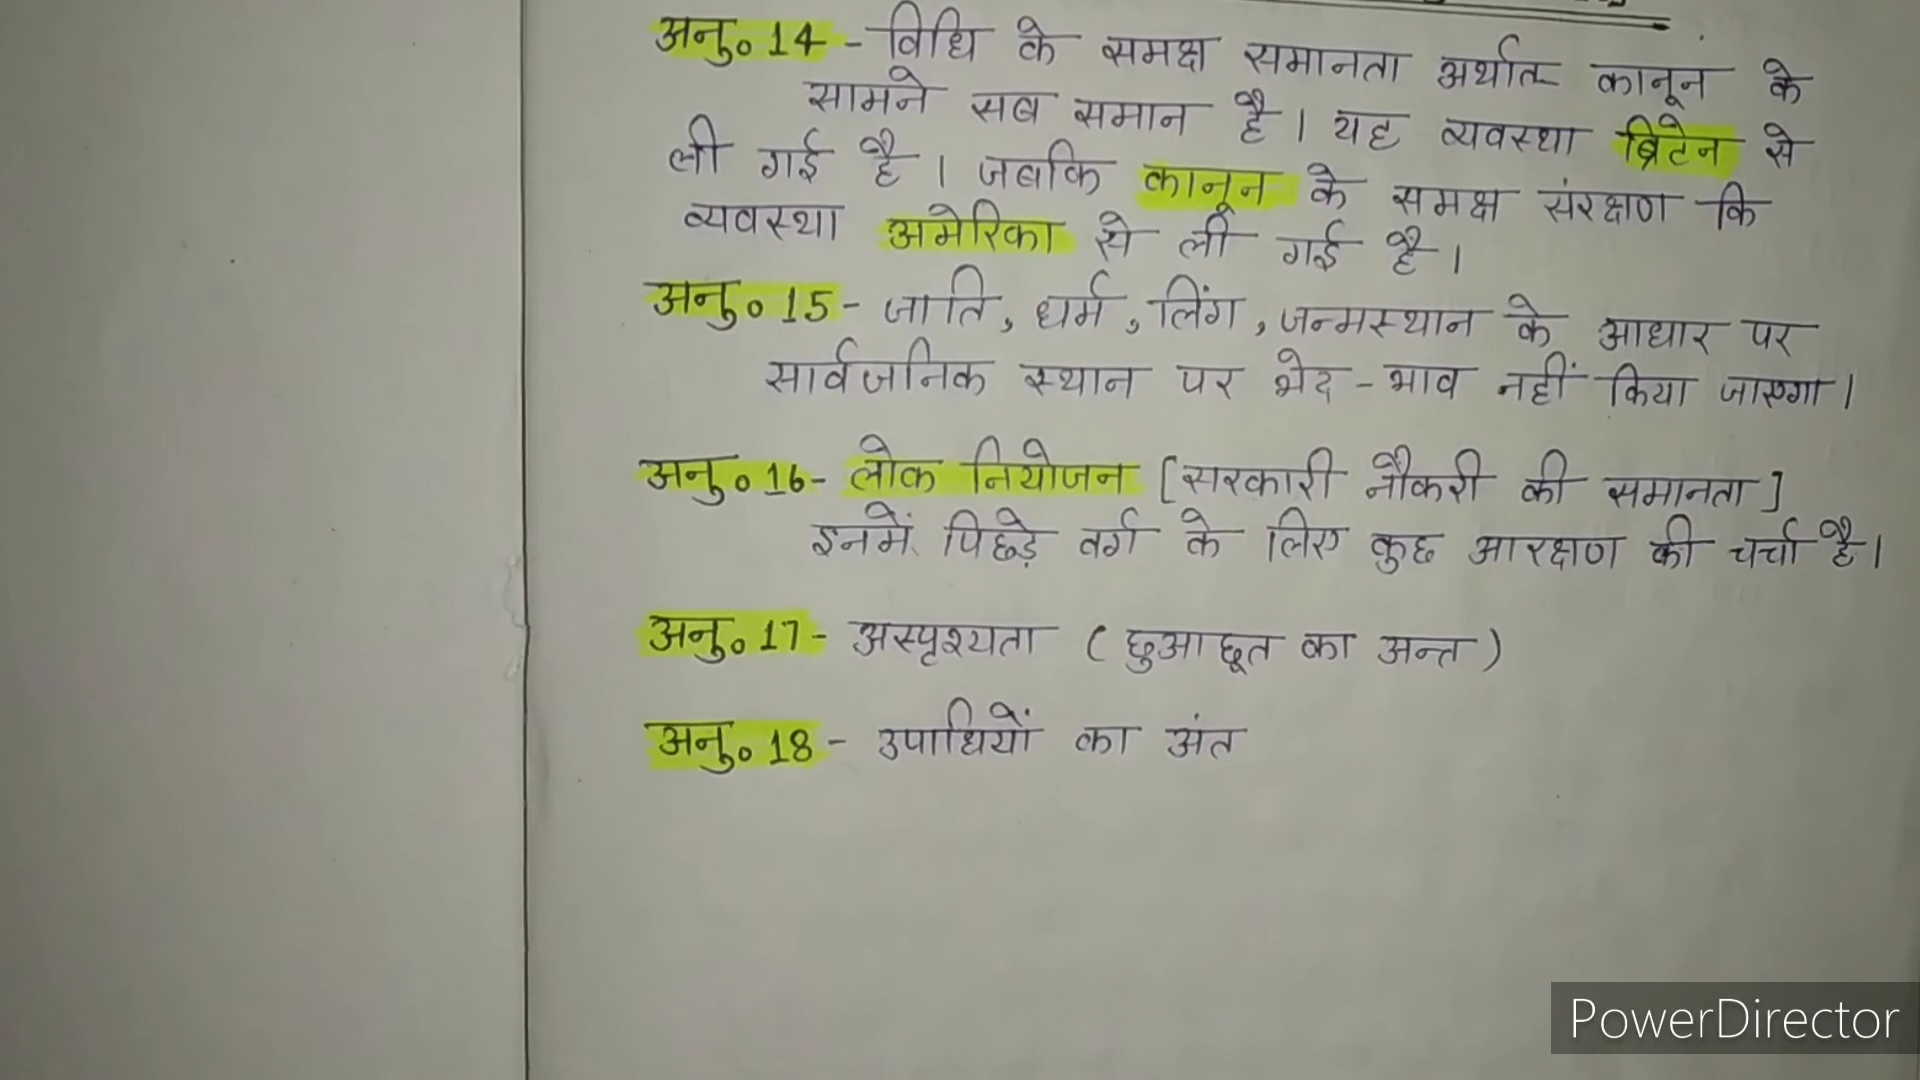 अनु० 14 - विधि के समक्ष समानता अर्थात कानून के
सामने सब समान है। यह व्यवस्था ब्रिटेन से
ली गई है। जबकि कानून के समक्ष संरक्षण कि
व्यवस्था अमेरिका से ली गई है।
अनु० 15 - जाति, धर्म, लिंग, जन्मस्थान के आधार पर
सार्वजनिक स्थान पर भेद-भाव नहीं किया जाएगा।
अनु० 16 - लोक नियोजन [सरकारी नौकरी की समानता]
इनमें पिछड़े वर्ग के लिए कुछ आरक्षण की चर्चा है।
अनु० 17 - अस्पृश्यता (छुआछूत का अन्त)
अनु० 18 - उपाधियों का अंत
PowerDirector